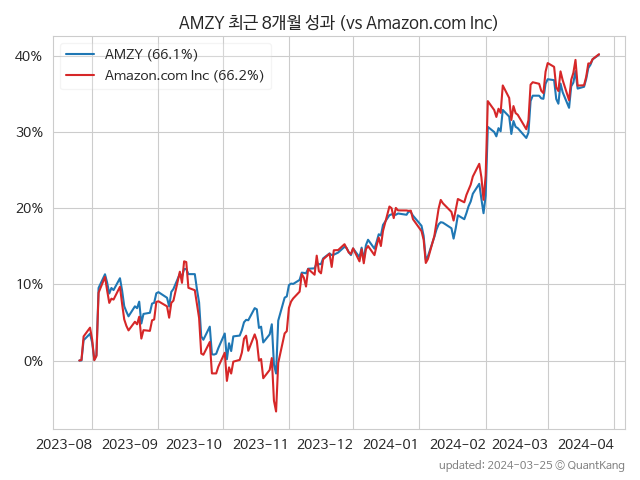 AMZY 최근 8개월 성과 (vs Amazon.com Inc)
AMZY (66.1%)
Amazon.com Inc (66.2%)
40%
30%
20%
10%
0%
2023-08 2023-09 2023-10 2023-11 2023-12 2024-01 2024-02 2024-03 2024-04
updated: 2024-03-25 © QuantKang